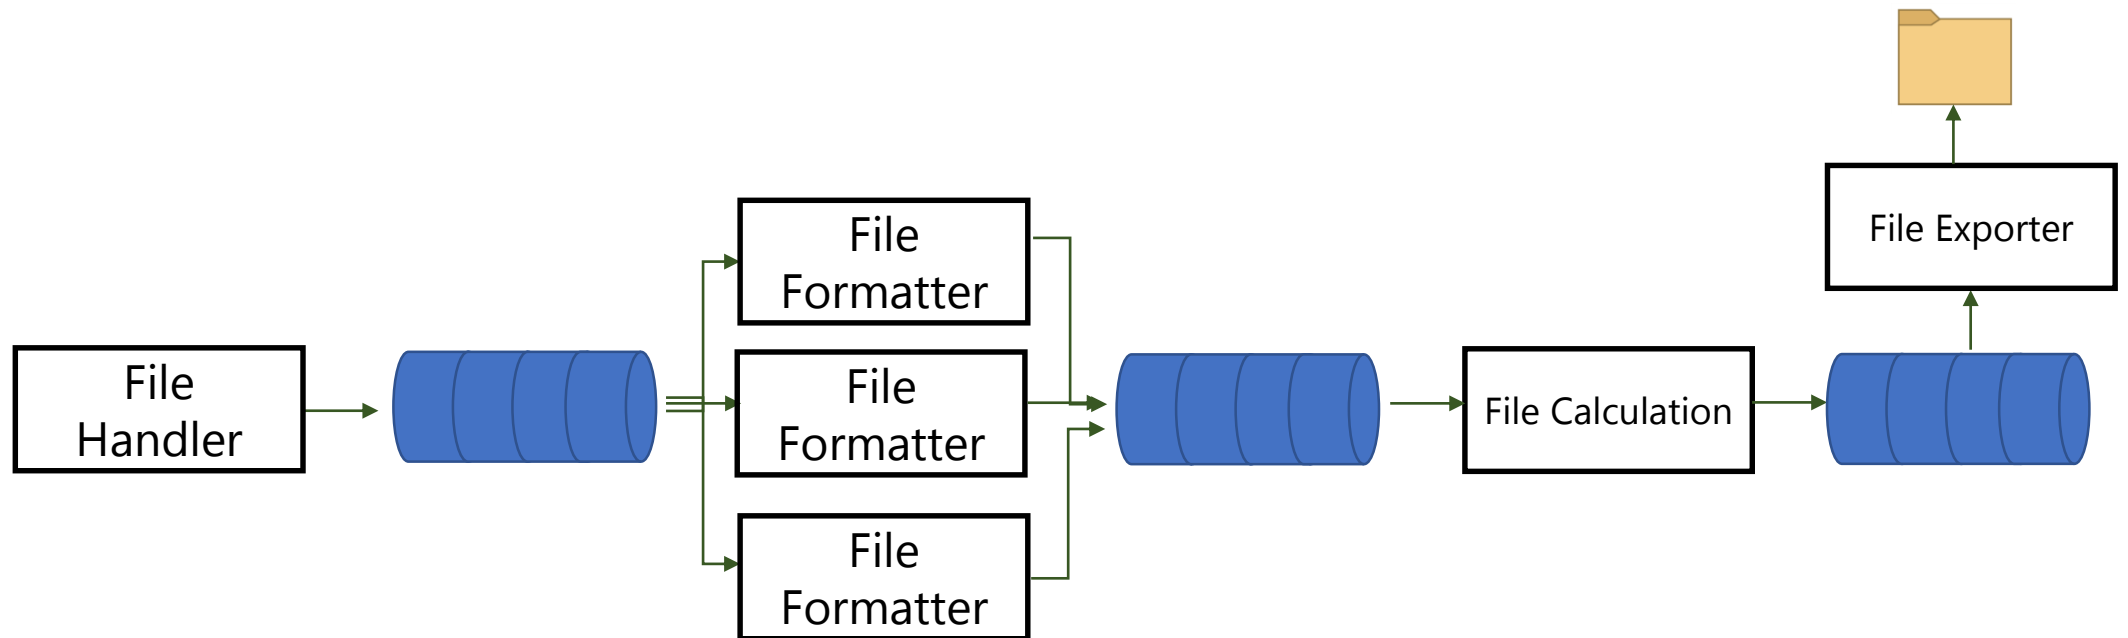 File
Handler
File
Formatter
File
Formatter
File
Formatter
File Calculation
File Exporter